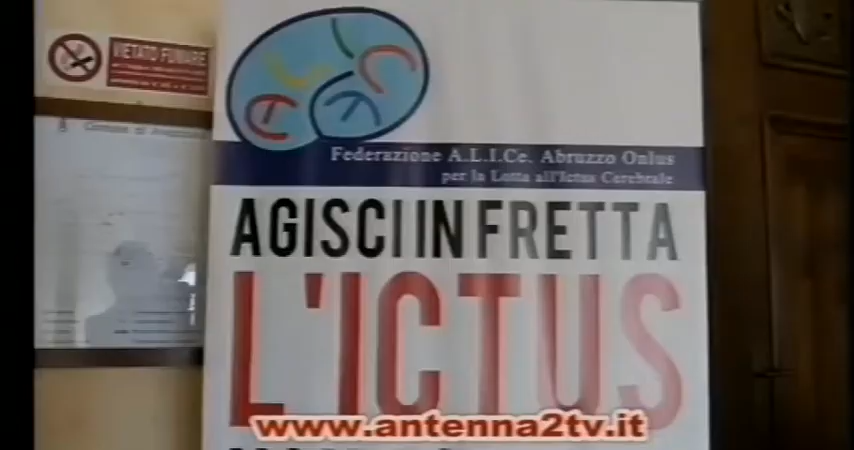 VIETATO FUMARE
Federazione A.L.I.Ce. Abruzzo Onlus
per la Lotta all'Ictus Cerebrale
AGISCI IN FRETTA
L'ICTUS
www.antenna2tv.it